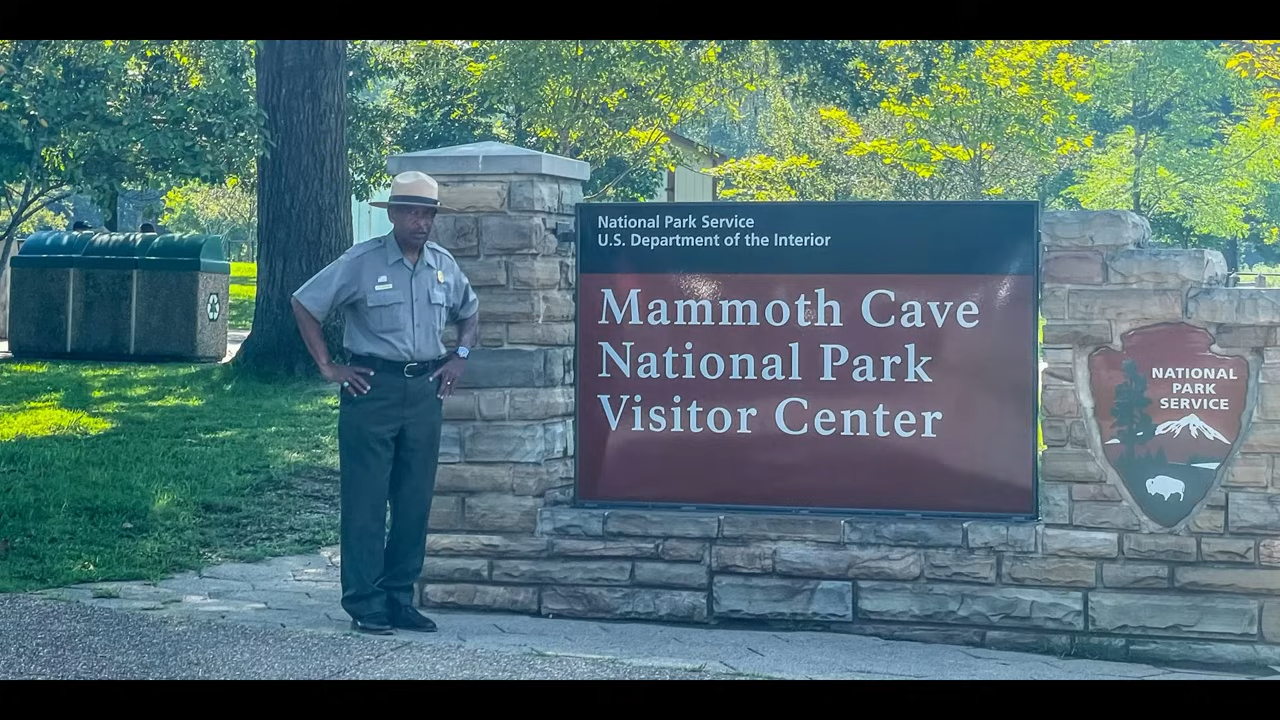 National Park Service
U.S. Department of the Interior
Mammoth Cave
National Park
Visitor Center
NATIONAL
PARK
SERVICE